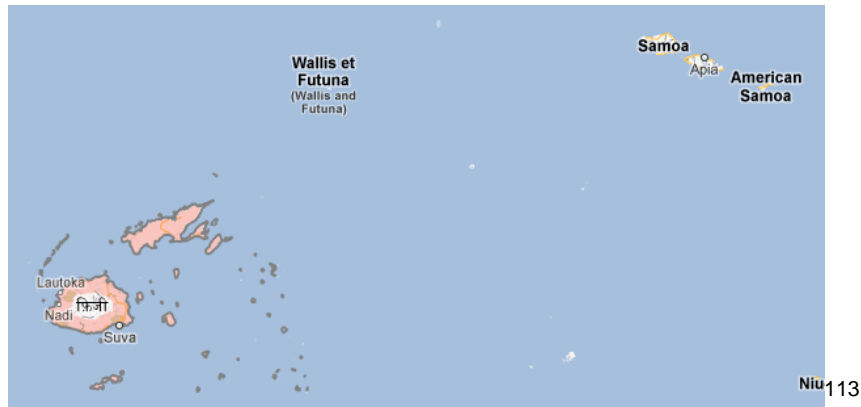 Wallis et
Futuna
(Wallis and
Futuna)
Samoa
Apia
American
Samoa
Lautoka
फ़िजी
Nadi
Suva
Niu
113